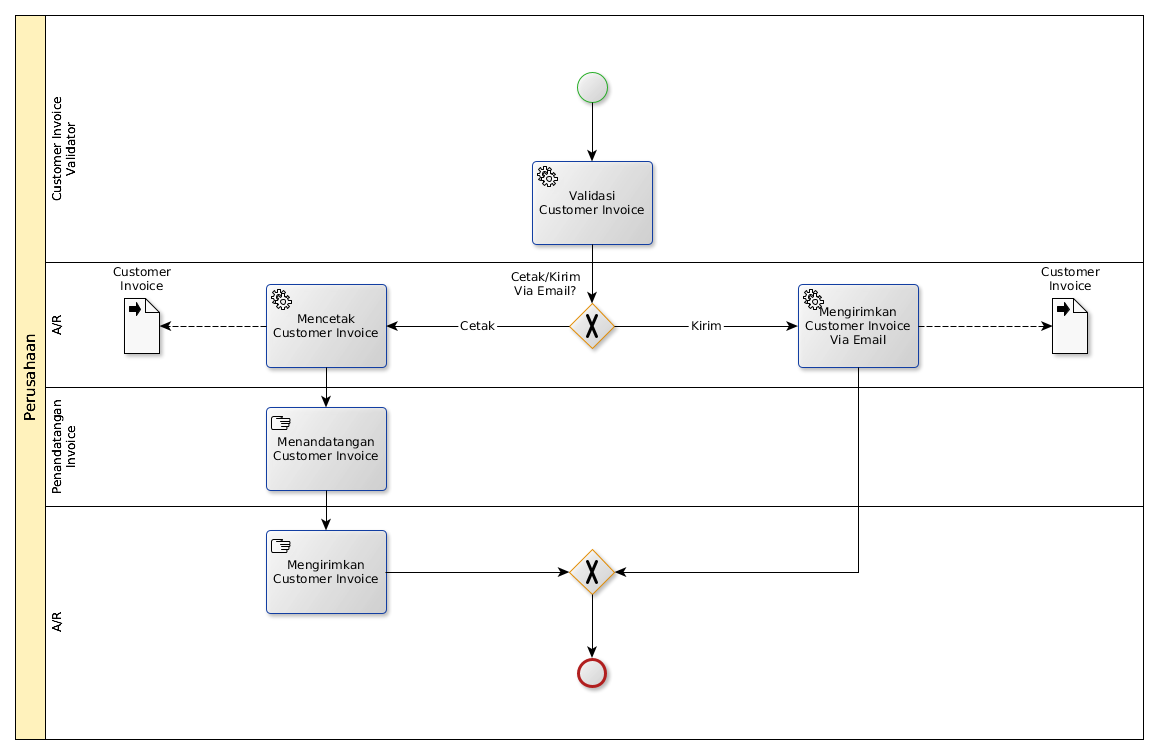 Perusahaan
Customer Invoice
Validator
Validasi
Customer Invoice
A/R
Customer
Invoice
Mencetak
Customer Invoice
Cetak
Cetak/Kirim
Via Email?
Kirim
Mengirimkan
Customer Invoice
Via Email
Customer
Invoice
Penandatangan
Invoice
Menandatangan
Customer Invoice
A/R
Mengirimkan
Customer Invoice